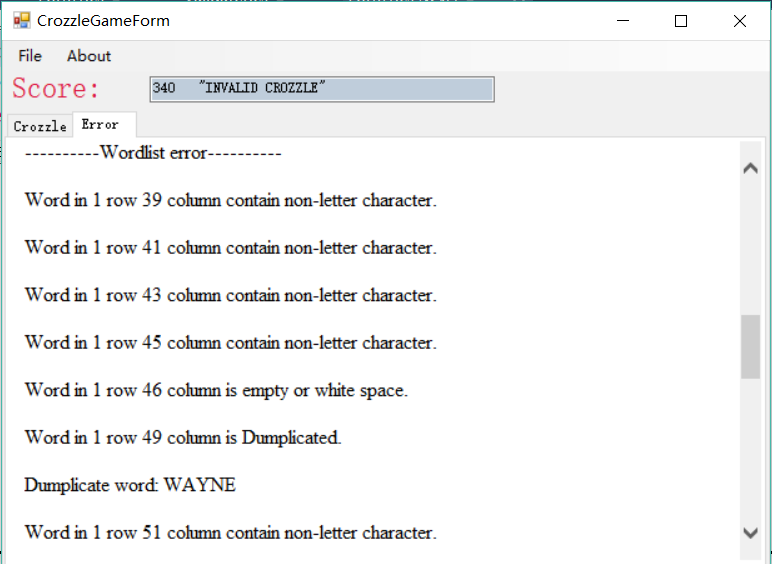 CrozzleGameForm
File About
Score: 340 "INVALID CROZZLE"
Crozzle Error
----------Wordlist error----------
Word in 1 row 39 column contain non-letter character.
Word in 1 row 41 column contain non-letter character.
Word in 1 row 43 column contain non-letter character.
Word in 1 row 45 column contain non-letter character.
Word in 1 row 46 column is empty or white space.
Word in 1 row 49 column is Dumplicated.
Dumplicate word: WAYNE
Word in 1 row 51 column contain non-letter character.